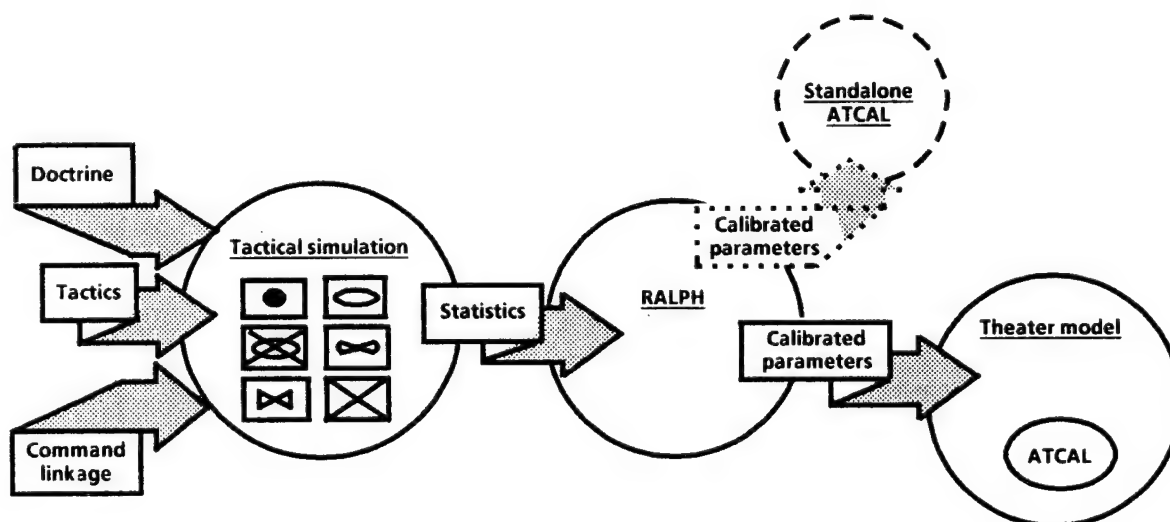 Standalone
ATCAL
Doctrine
Calibrated
parameters
Tactical simulation
Tactics
Statistics
RALPH
Calibrated
parameters
Theater model
Command
linkage
ATCAL